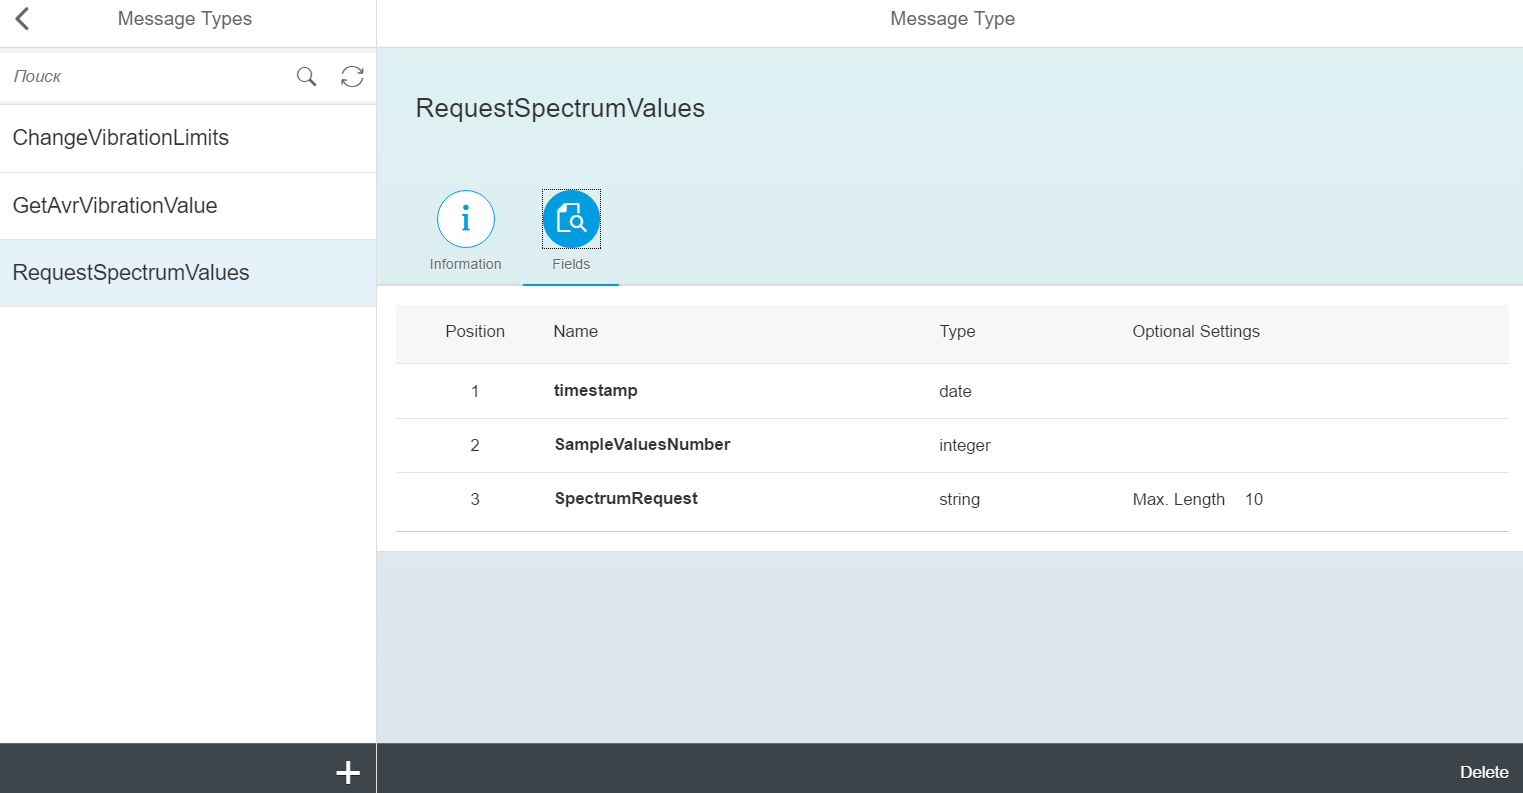 Message Types
Message Type
Поиск
ChangeVibrationLimits
GetAvrVibrationValue
RequestSpectrumValues
RequestSpectrumValues
Information
Fields
Position Name Type Optional Settings
1 timestamp date
2 SampleValuesNumber integer
3 SpectrumRequest string Max. Length 10
Delete